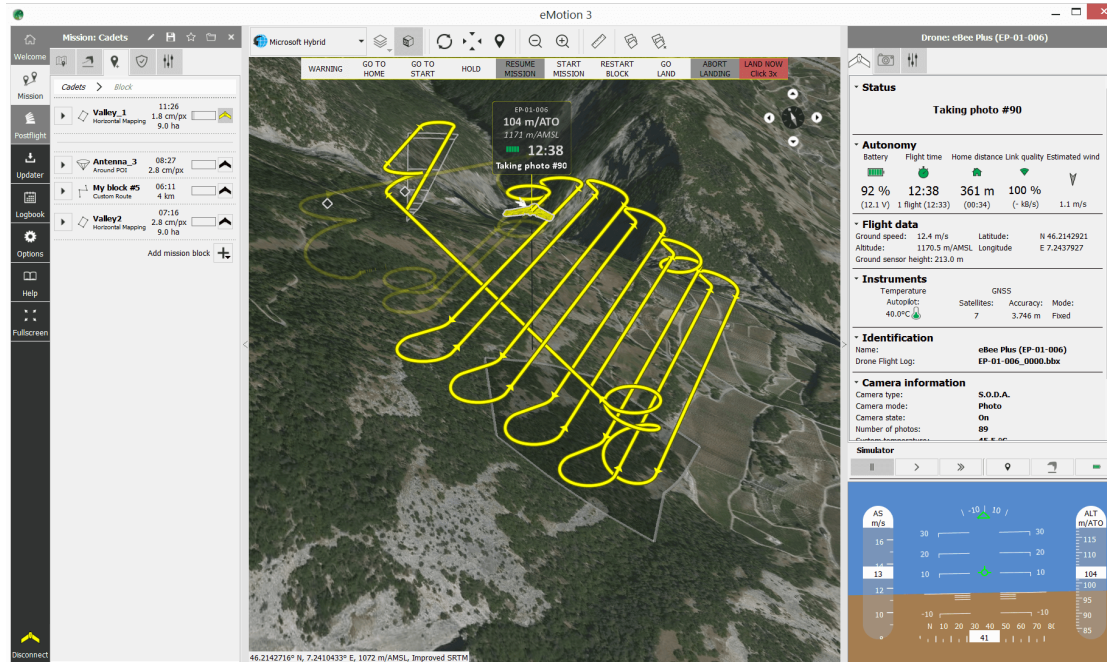 eMotion 3
Welcome
Mission
Postflight
Updater
Logbook
Options
Help
Fullscreen
Disconnect
Mission: Cadets
Cadets > Block
Valley_1
Horizontal Mapping
11:26
1.8 cm/px
9.0 ha
Antenna_3
Around POI
08:27
2.8 cm/px
My block #5
Custom Route
06:11
4 km
Valley2
Horizontal Mapping
07:16
2.8 cm/px
9.0 ha
Add mission block
Microsoft Hybrid
WARNING
GO TO HOME
GO TO START
HOLD
RESUME MISSION
START MISSION
RESTART BLOCK
GO LAND
ABORT LANDING
LAND NOW Click 3x
EP-01-006
104 m/ATO
1171 m/AMSL
12:38
Taking photo #90
46.2142716° N, 7.2410433° E, 1072 m/AMSL, Improved SRTM
Drone: eBee Plus (EP-01-006)
Status
Taking photo #90
Autonomy
Battery Flight time Home distance Link quality Estimated wind
92 % 12:38 361 m 100 %
(12.1 V) 1 flight (12:33) (00:34) (- kB/s) 1.1 m/s
Flight data
Ground speed: 12.4 m/s Latitude: N 46.2142921
Altitude: 1170.5 m/AMSL Longitude E 7.2437927
Ground sensor height: 213.0 m
Instruments
Temperature GNSS
Autopilot: Satellites: Accuracy: Mode:
40.0°C 7 3.746 m Fixed
Identification
Name: eBee Plus (EP-01-006)
Drone Flight Log: EP-01-006_0000.bbx
Camera information
Camera type: S.O.D.A.
Camera mode: Photo
Camera state: On
Number of photos: 89
Simulator
AS
m/s
16
13
12
10
-10 10
30 30
20 20
10 10
-10 -10
N 10 20 30 40 50 60 70
41
ALT
m/ATO
115
110
104
100
95
90
85